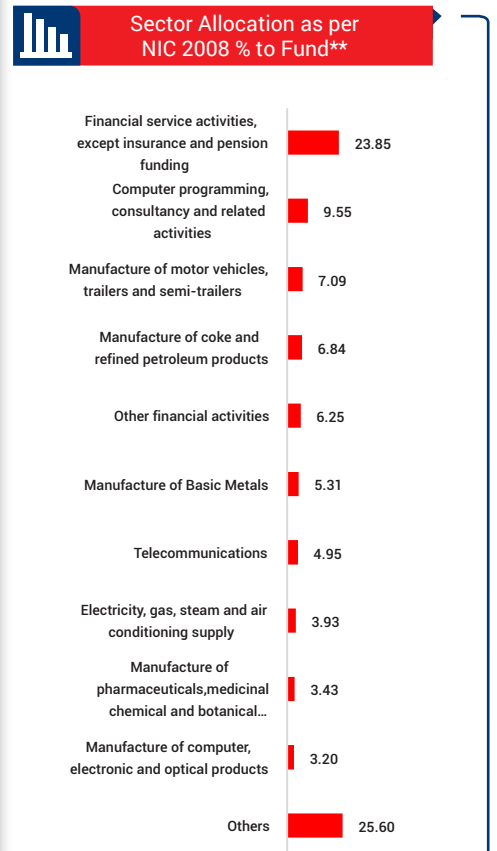 Sector Allocation as per
NIC 2008 % to Fund**
Financial service activities,
except insurance and pension
funding
23.85
Computer programming,
consultancy and related
activities
9.55
Manufacture of motor vehicles,
trailers and semi-trailers
7.09
Manufacture of coke and
refined petroleum products
6.84
Other financial activities
6.25
Manufacture of Basic Metals
5.31
Telecommunications
4.95
Electricity, gas, steam and air
conditioning supply
3.93
Manufacture of
pharmaceuticals,medicinal
chemical and botanical…
3.43
Manufacture of computer,
electronic and optical products
3.20
Others
25.60